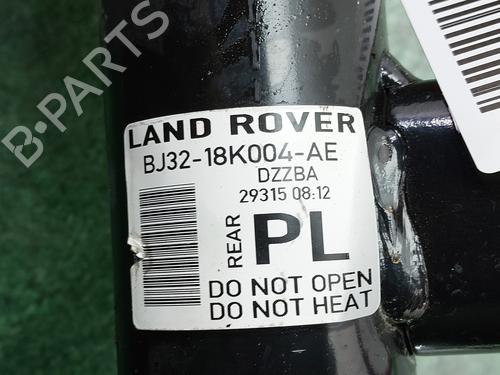 B-PARTS
LAND ROVER
BJ32-18K004-AE
DZZBA
29315 08:12
REAR
PL
DO NOT OPEN
DO NOT HEAT